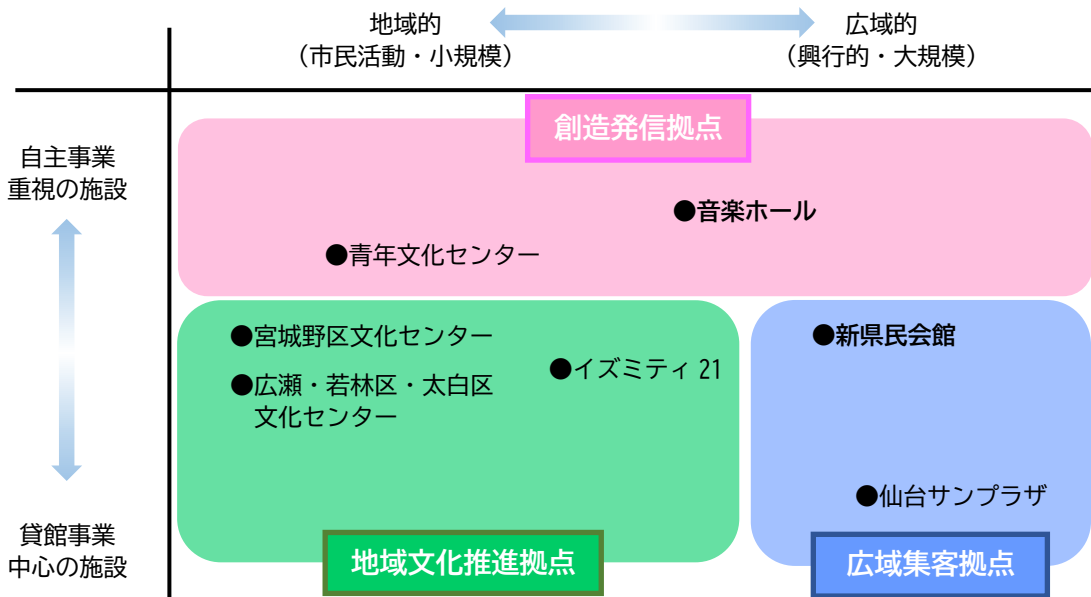 地域的
（市民活動・小規模）
広域的
（興行的・大規模）
創造発信拠点
自主事業
重視の施設
●音楽ホール
●青年文化センター
●宮城野区文化センター
●広瀬・若林区・太白区
文化センター
●イズミティ 21
●新県民会館
●仙台サンプラザ
貸館事業
中心の施設
地域文化推進拠点
広域集客拠点